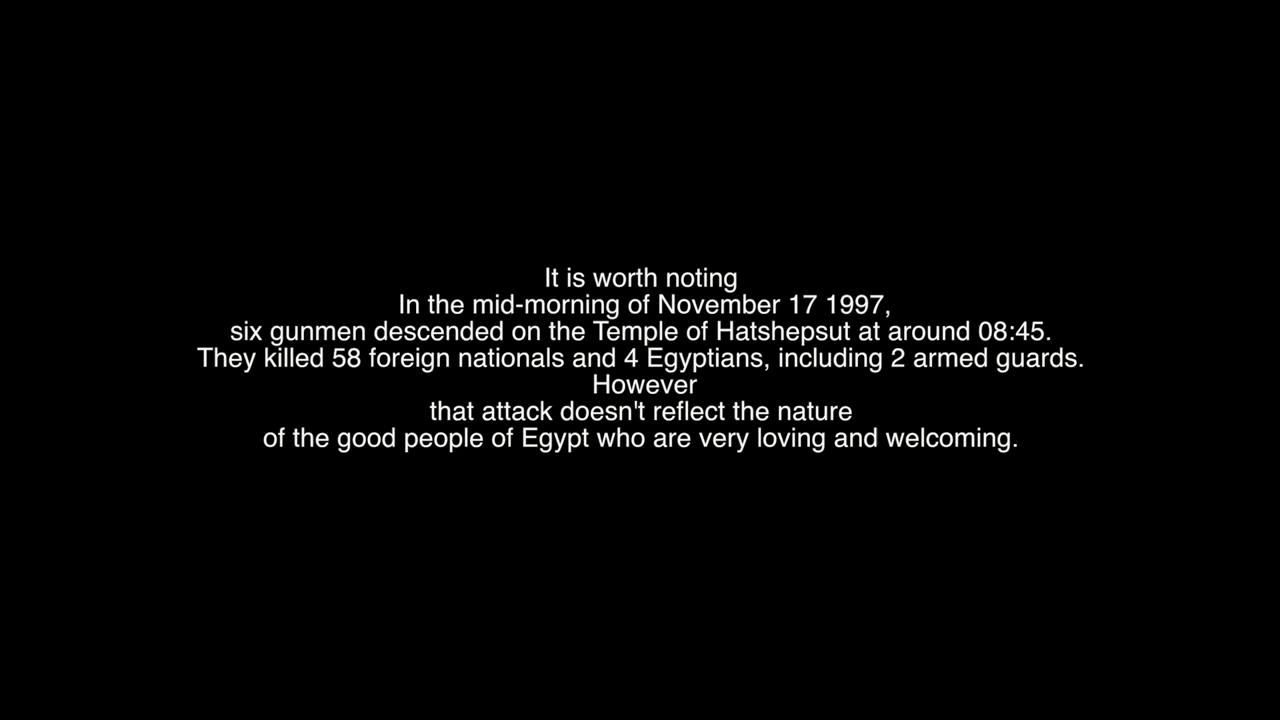 It is worth noting
In the mid-morning of November 17 1997,
six gunmen descended on the Temple of Hatshepsut at around 08:45.
They killed 58 foreign nationals and 4 Egyptians, including 2 armed guards.
However
that attack doesn't reflect the nature
of the good people of Egypt who are very loving and welcoming.